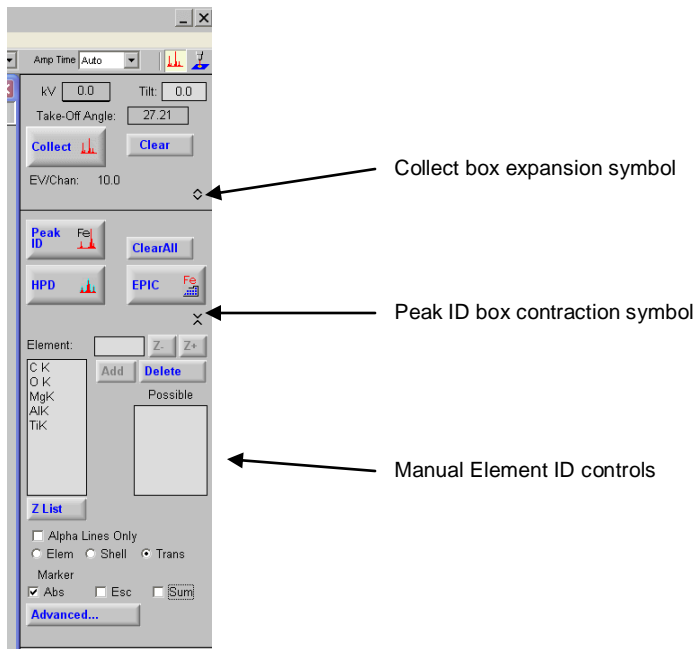 Amp Time Auto
kV 0.0 Tilt: 0.0
Take-Off Angle: 27.21
Collect Clear
EV/Chan: 10.0
Collect box expansion symbol
Peak ID Fe ClearAll
HPD EPIC Fe
Peak ID box contraction symbol
Element: Z- Z+
C K
O K
MgK
AlK
TiK
Add Delete
Possible
Manual Element ID controls
Z List
Alpha Lines Only
Elem Shell Trans
Marker
Abs Esc Sum
Advanced...